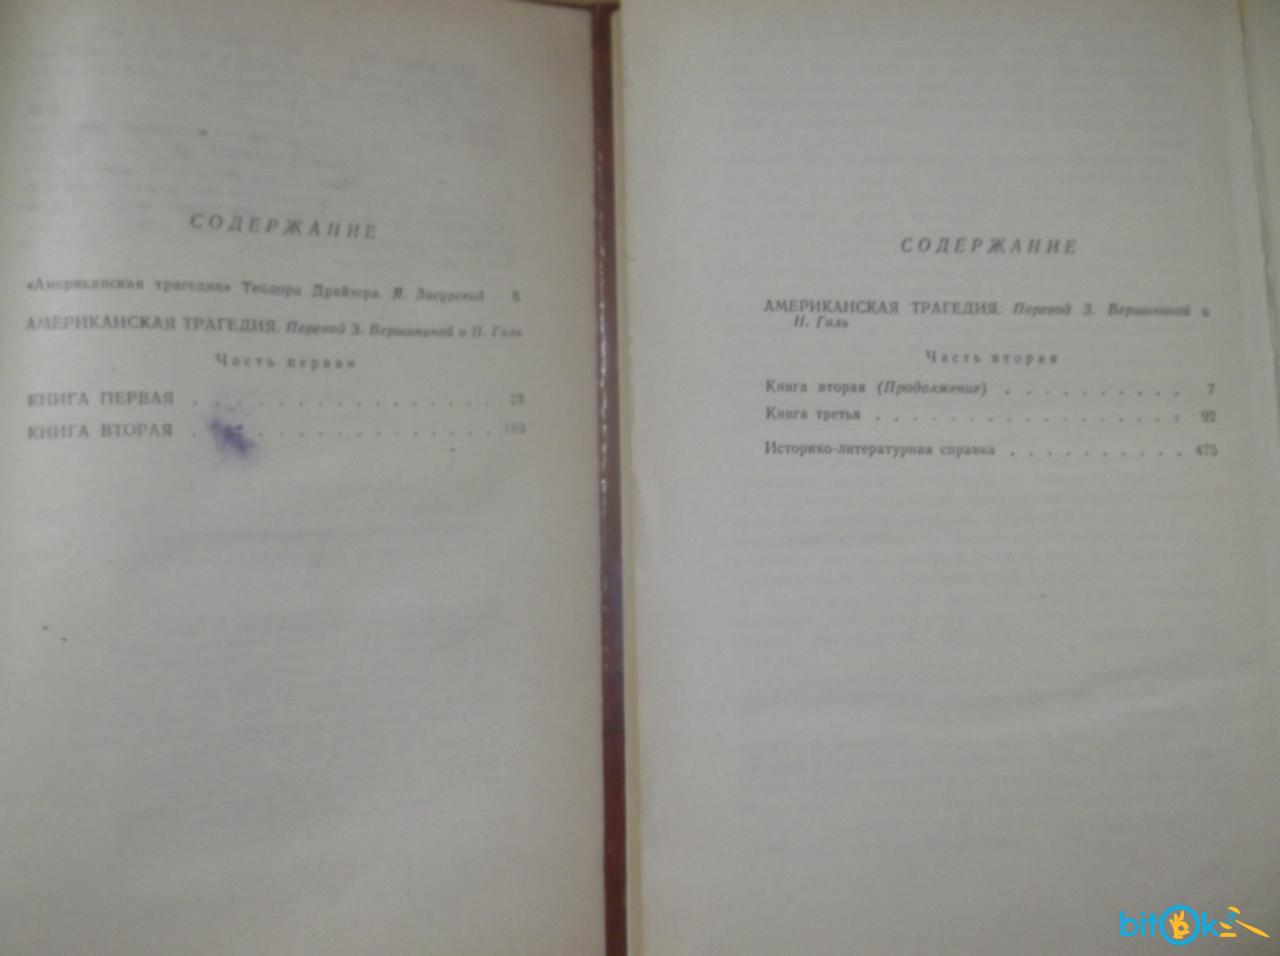 СОДЕРЖАНИЕ
«Американская трагедия» Теодора Драйзера. Я. Засурский 5
АМЕРИКАНСКАЯ ТРАГЕДИЯ. Перевод З. Вершининой и Н. Галь
Часть первая
КНИГА ПЕРВАЯ . . . . . . . . . . . . . . . 23
КНИГА ВТОРАЯ . . . . . . . . . . . . . . .
СОДЕРЖАНИЕ
АМЕРИКАНСКАЯ ТРАГЕДИЯ. Перевод З. Вершининой и
Н. Галь
Часть вторая
Книга вторая (Продолжение) . . . . . . . . . . 7
Книга третья . . . . . . . . . . . . . . . . . 92
Историко-литературная справка . . . . . . . . . . 475
bitOk